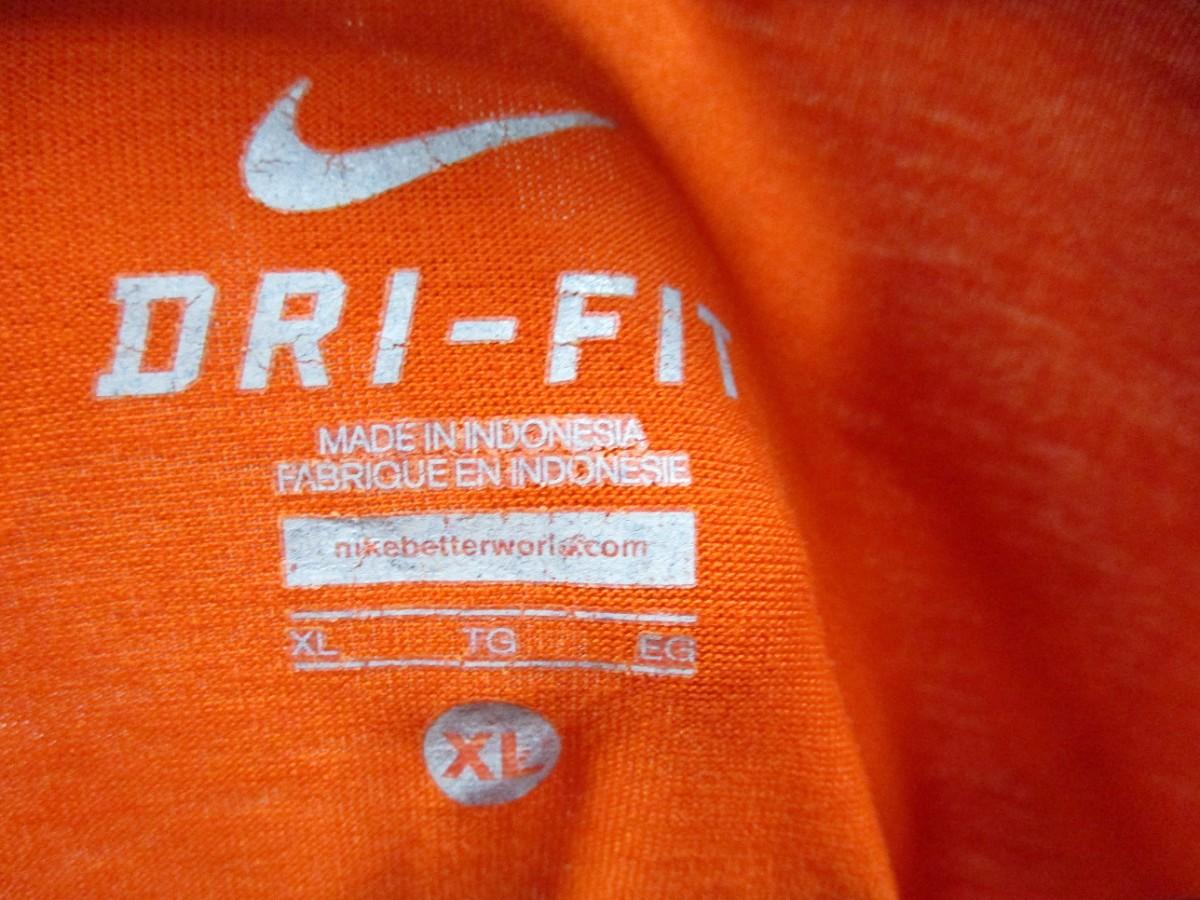 DRI-FIT
MADE IN INDONESIA
FABRIQUE EN INDONESIE
nikebetterworld.com
XL TG EG
XL